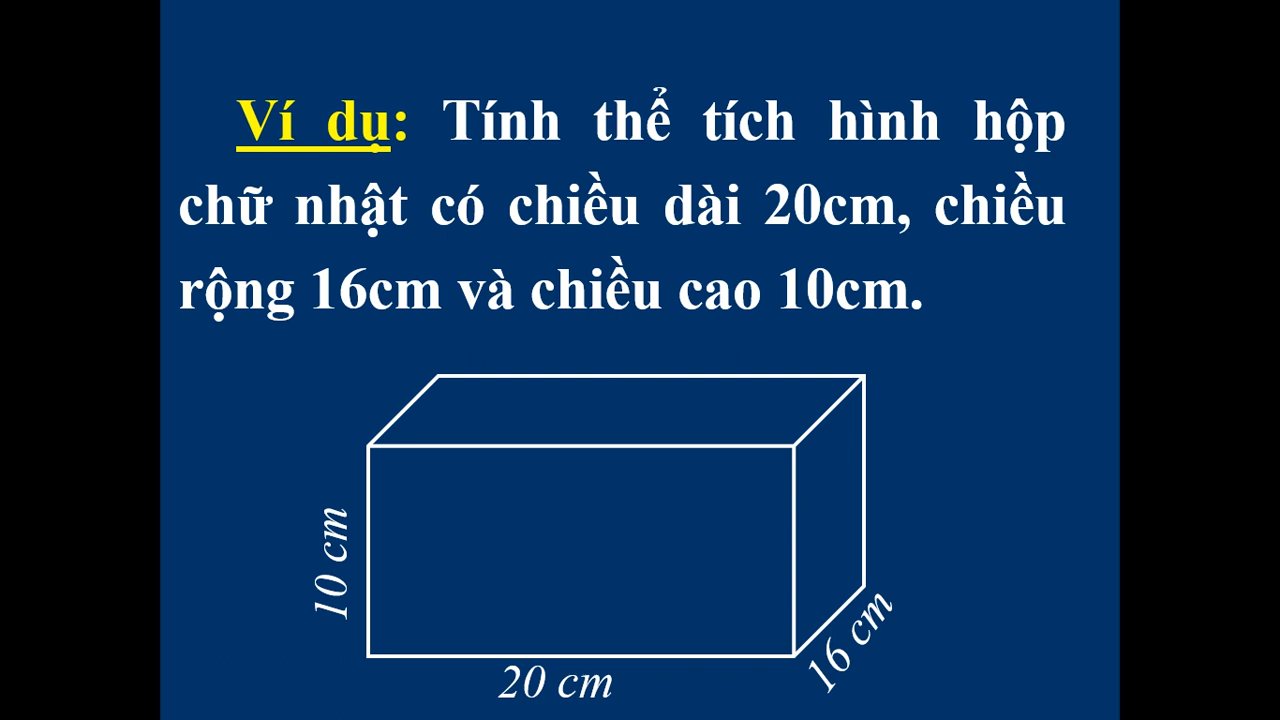 Ví dụ: Tính thể tích hình hộp
chữ nhật có chiều dài 20cm, chiều
rộng 16cm và chiều cao 10cm.
10 cm
20 cm
16 cm